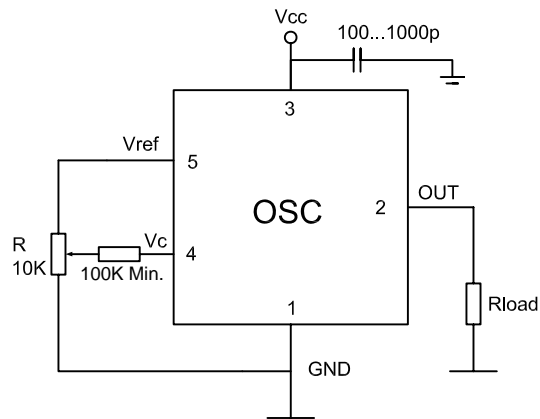 Vcc
100...1000p
3
Vref
5
OSC
2
OUT
R
10K
Vc
4
100K Min.
1
Rload
GND